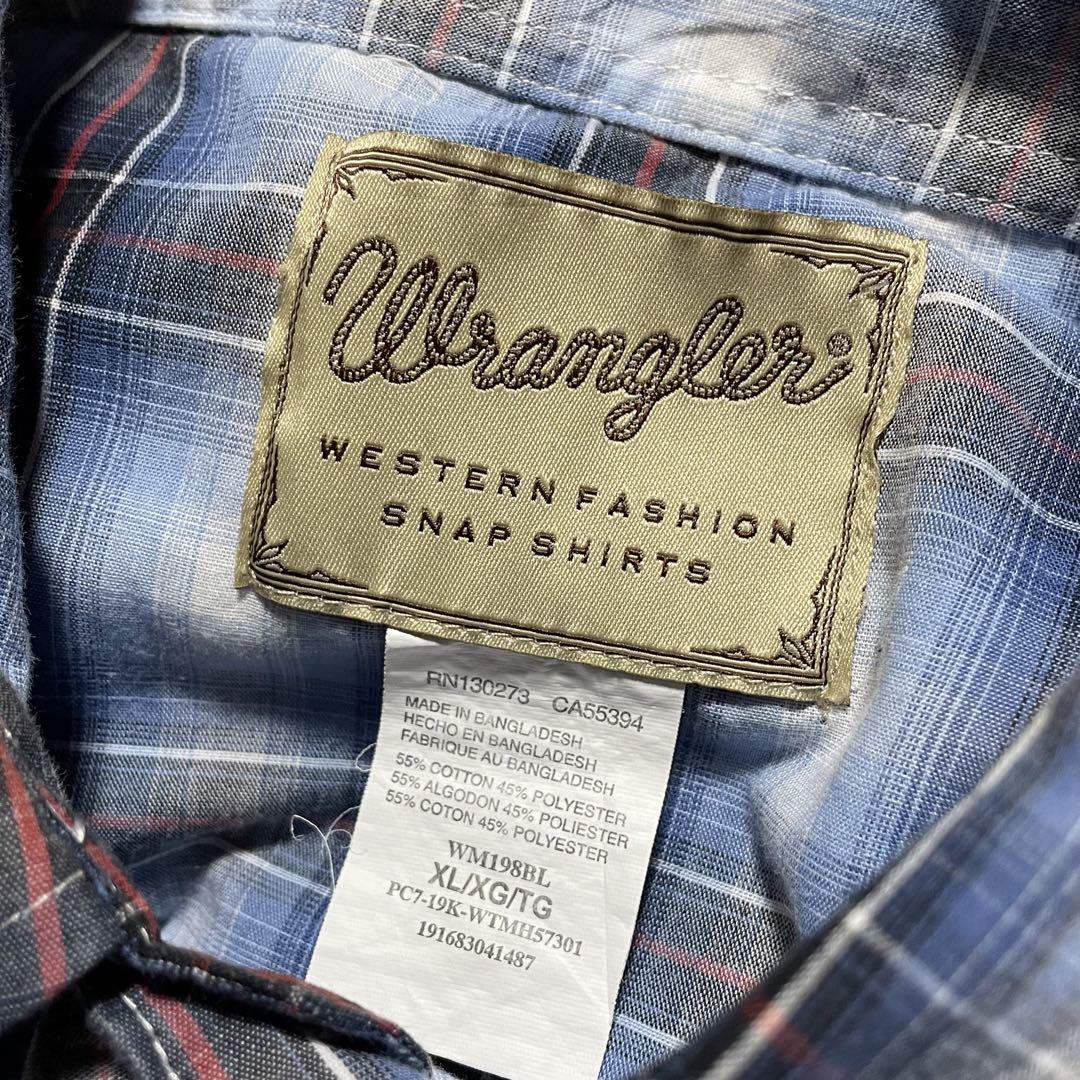 Wrangler®
WESTERN FASHION
SNAP SHIRTS
RN130273 CA55394
MADE IN BANGLADESH
HECHO EN BANGLADESH
FABRIQUE AU BANGLADESH
55% COTTON 45% POLYESTER
55% ALGODON 45% POLIESTER
55% COTON 45% POLYESTER
WM198BL
XL/XG/TG
PC7-19K-WTMH57301
191683041487